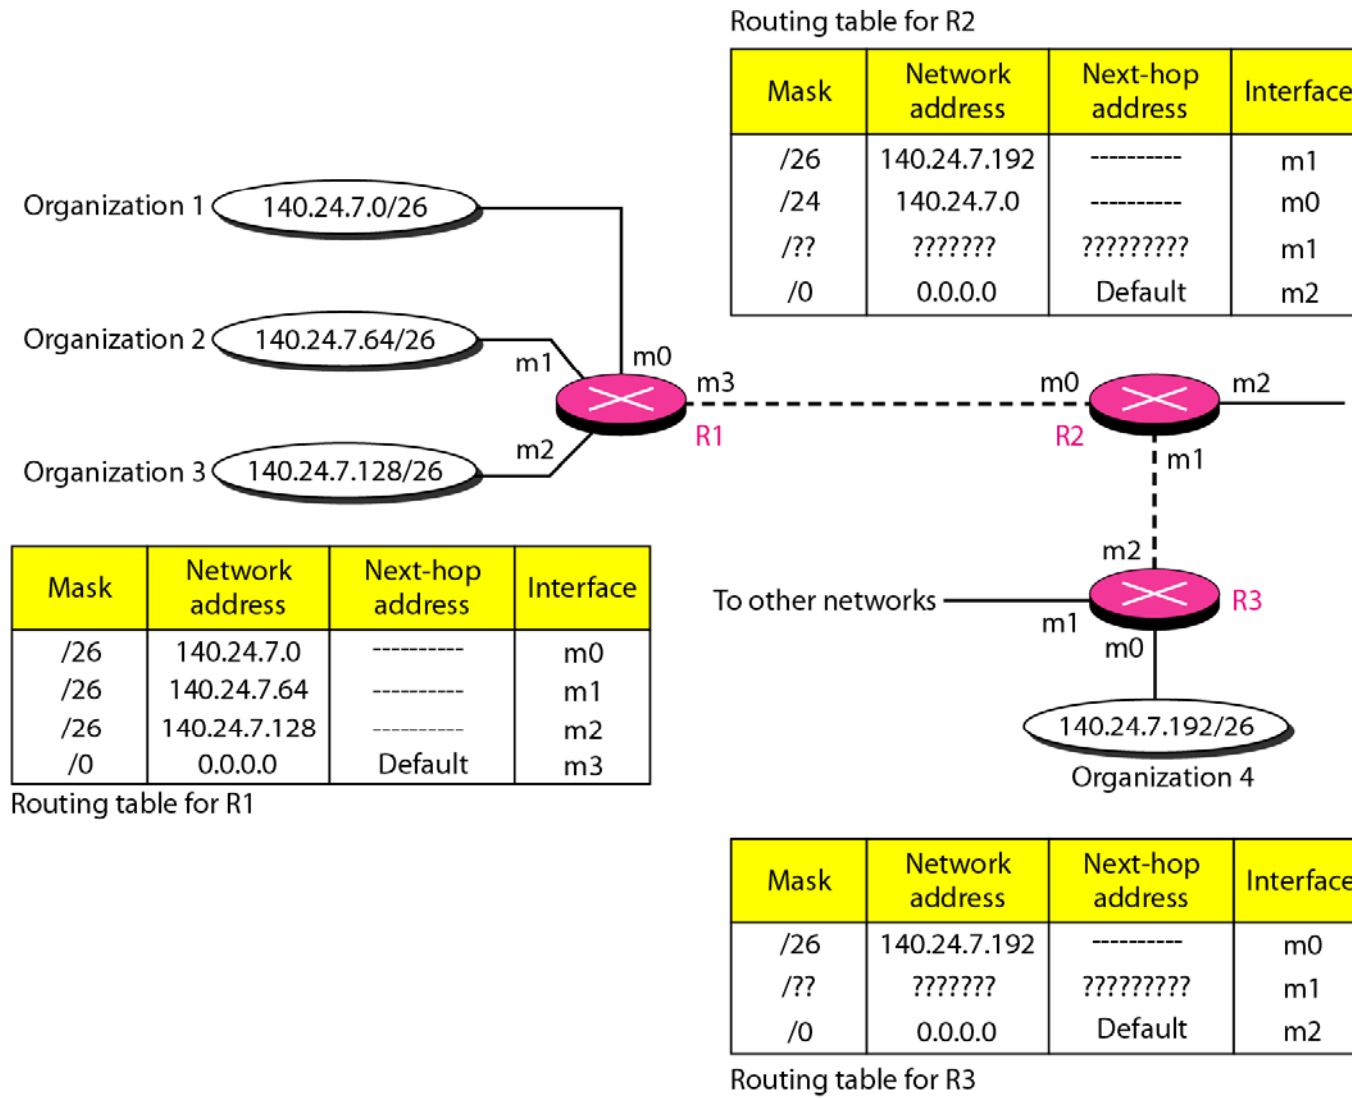 Routing table for R2
Mask Network address Next-hop address Interface
/26 140.24.7.192 ---------- m1
/24 140.24.7.0 ---------- m0
/?? ??????? ????????? m1
/0 0.0.0.0 Default m2
Organization 1 140.24.7.0/26
Organization 2 140.24.7.64/26
Organization 3 140.24.7.128/26
m0
m1
m2
m3
R1
m0
R2
m2
m1
m2
To other networks
R3
m1
m0
140.24.7.192/26
Organization 4
Mask Network address Next-hop address Interface
/26 140.24.7.0 ---------- m0
/26 140.24.7.64 ---------- m1
/26 140.24.7.128 ---------- m2
/0 0.0.0.0 Default m3
Routing table for R1
Mask Network address Next-hop address Interface
/26 140.24.7.192 ---------- m0
/?? ??????? ????????? m1
/0 0.0.0.0 Default m2
Routing table for R3